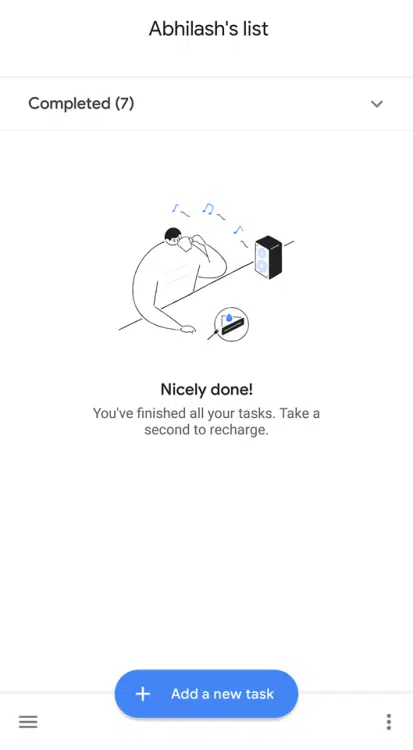 Abhilash's list
Completed (7)
Nicely done!
You've finished all your tasks. Take a
second to recharge.
Add a new task